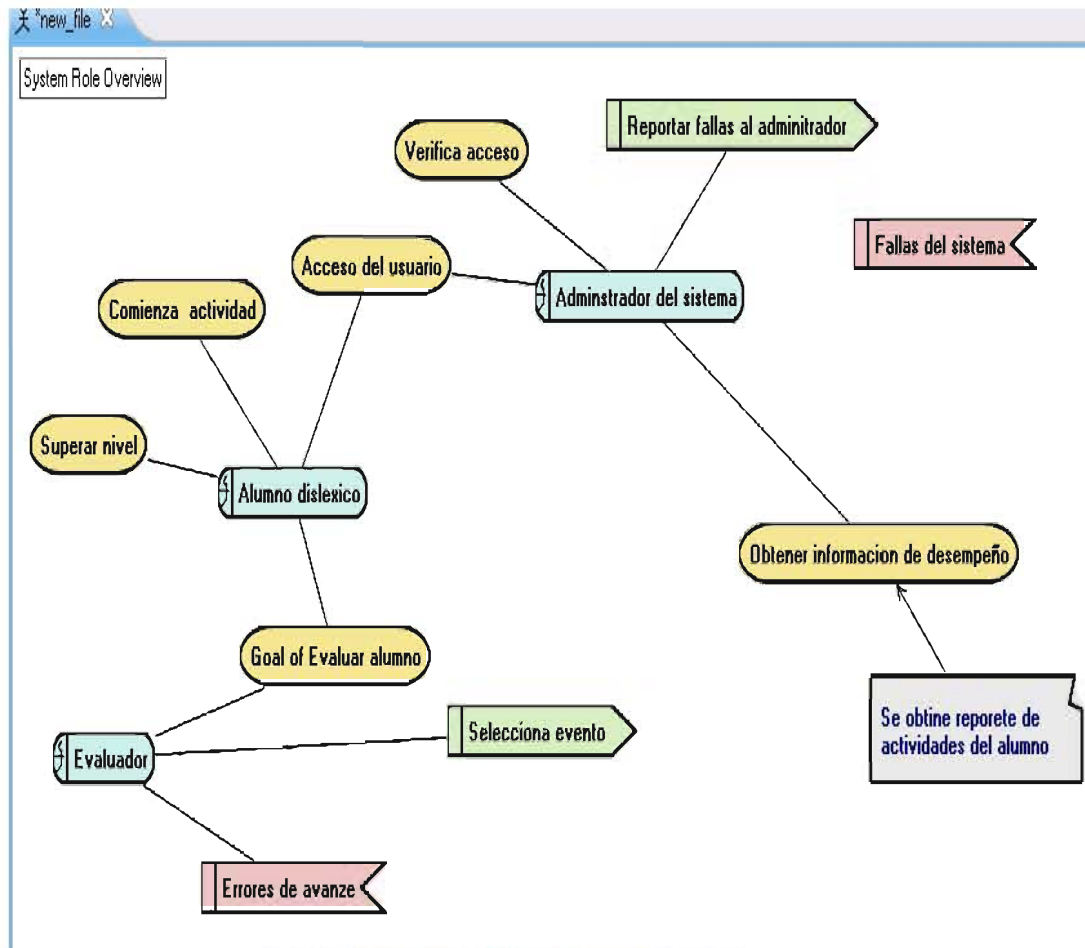 *new_file
System Role Overview
Reportar fallas al adminitrador
Verifica acceso
Fallas del sistema
Acceso del usuario
Adminstrador del sistema
Comienza actividad
Superar nivel
Alumno dislexico
Obtener informacion de desempeño
Goal of Evaluar alumno
Se obtine reporete de
actividades del alumno
Selecciona evento
Evaluador
Errores de avanze